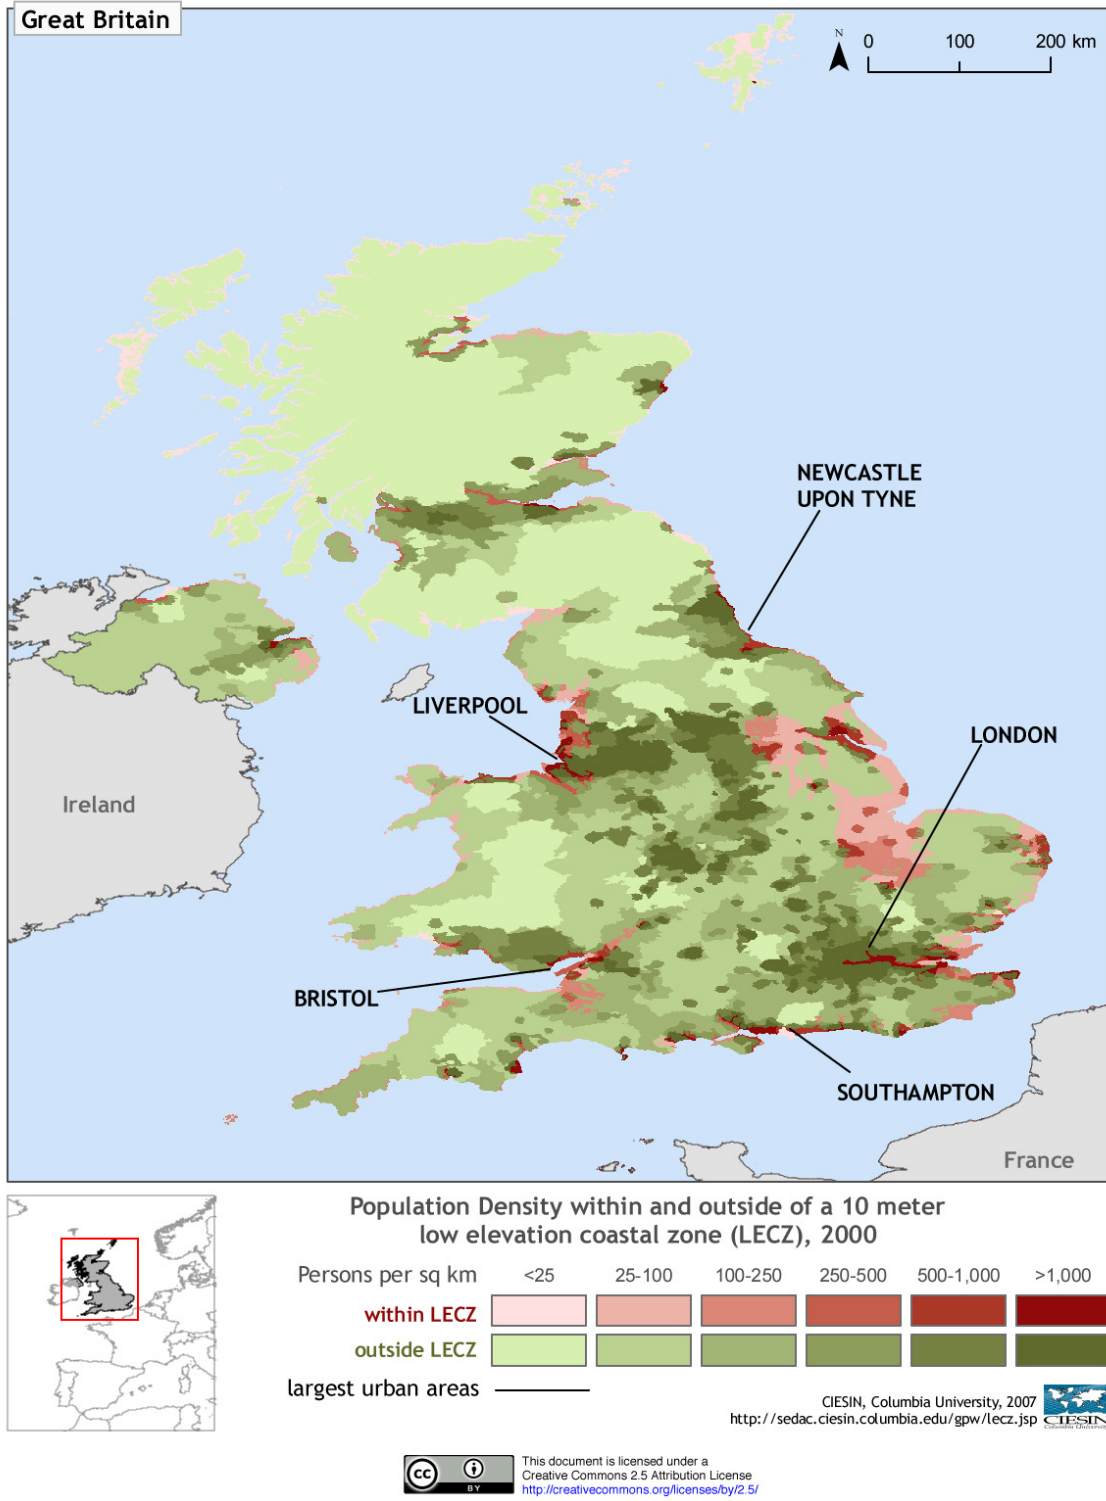 Great Britain
N
0 100 200 km
NEWCASTLE
UPON TYNE
LIVERPOOL
LONDON
Ireland
BRISTOL
SOUTHAMPTON
France
Population Density within and outside of a 10 meter
low elevation coastal zone (LECZ), 2000
Persons per sq km <25 25-100 100-250 250-500 500-1,000 >1,000
within LECZ
outside LECZ
largest urban areas
CIESIN, Columbia University, 2007
http://sedac.ciesin.columbia.edu/gpw/lecz.jsp
CIESIN
Columbia University
cc
BY
This document is licensed under a
Creative Commons 2.5 Attribution License
http://creativecommons.org/licenses/by/2.5/